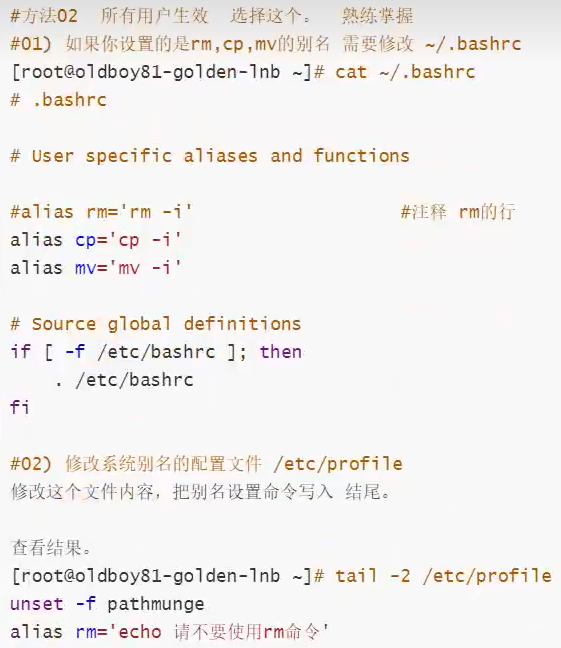 #方法02  所有用户生效  选择这个。  熟练掌握
#01) 如果你设置的是rm,cp,mv的别名 需要修改 ~/.bashrc
[root@oldboy81-golden-lnb ~]# cat ~/.bashrc
# .bashrc
# User specific aliases and functions
#alias rm='rm -i'                    #注释 rm的行
alias cp='cp -i'
alias mv='mv -i'
# Source global definitions
if [ -f /etc/bashrc ]; then
    . /etc/bashrc
fi
#02) 修改系统别名的配置文件 /etc/profile
修改这个文件内容，把别名设置命令写入 结尾。
查看结果。
[root@oldboy81-golden-lnb ~]# tail -2 /etc/profile
unset -f pathmunge
alias rm='echo 请不要使用rm命令'